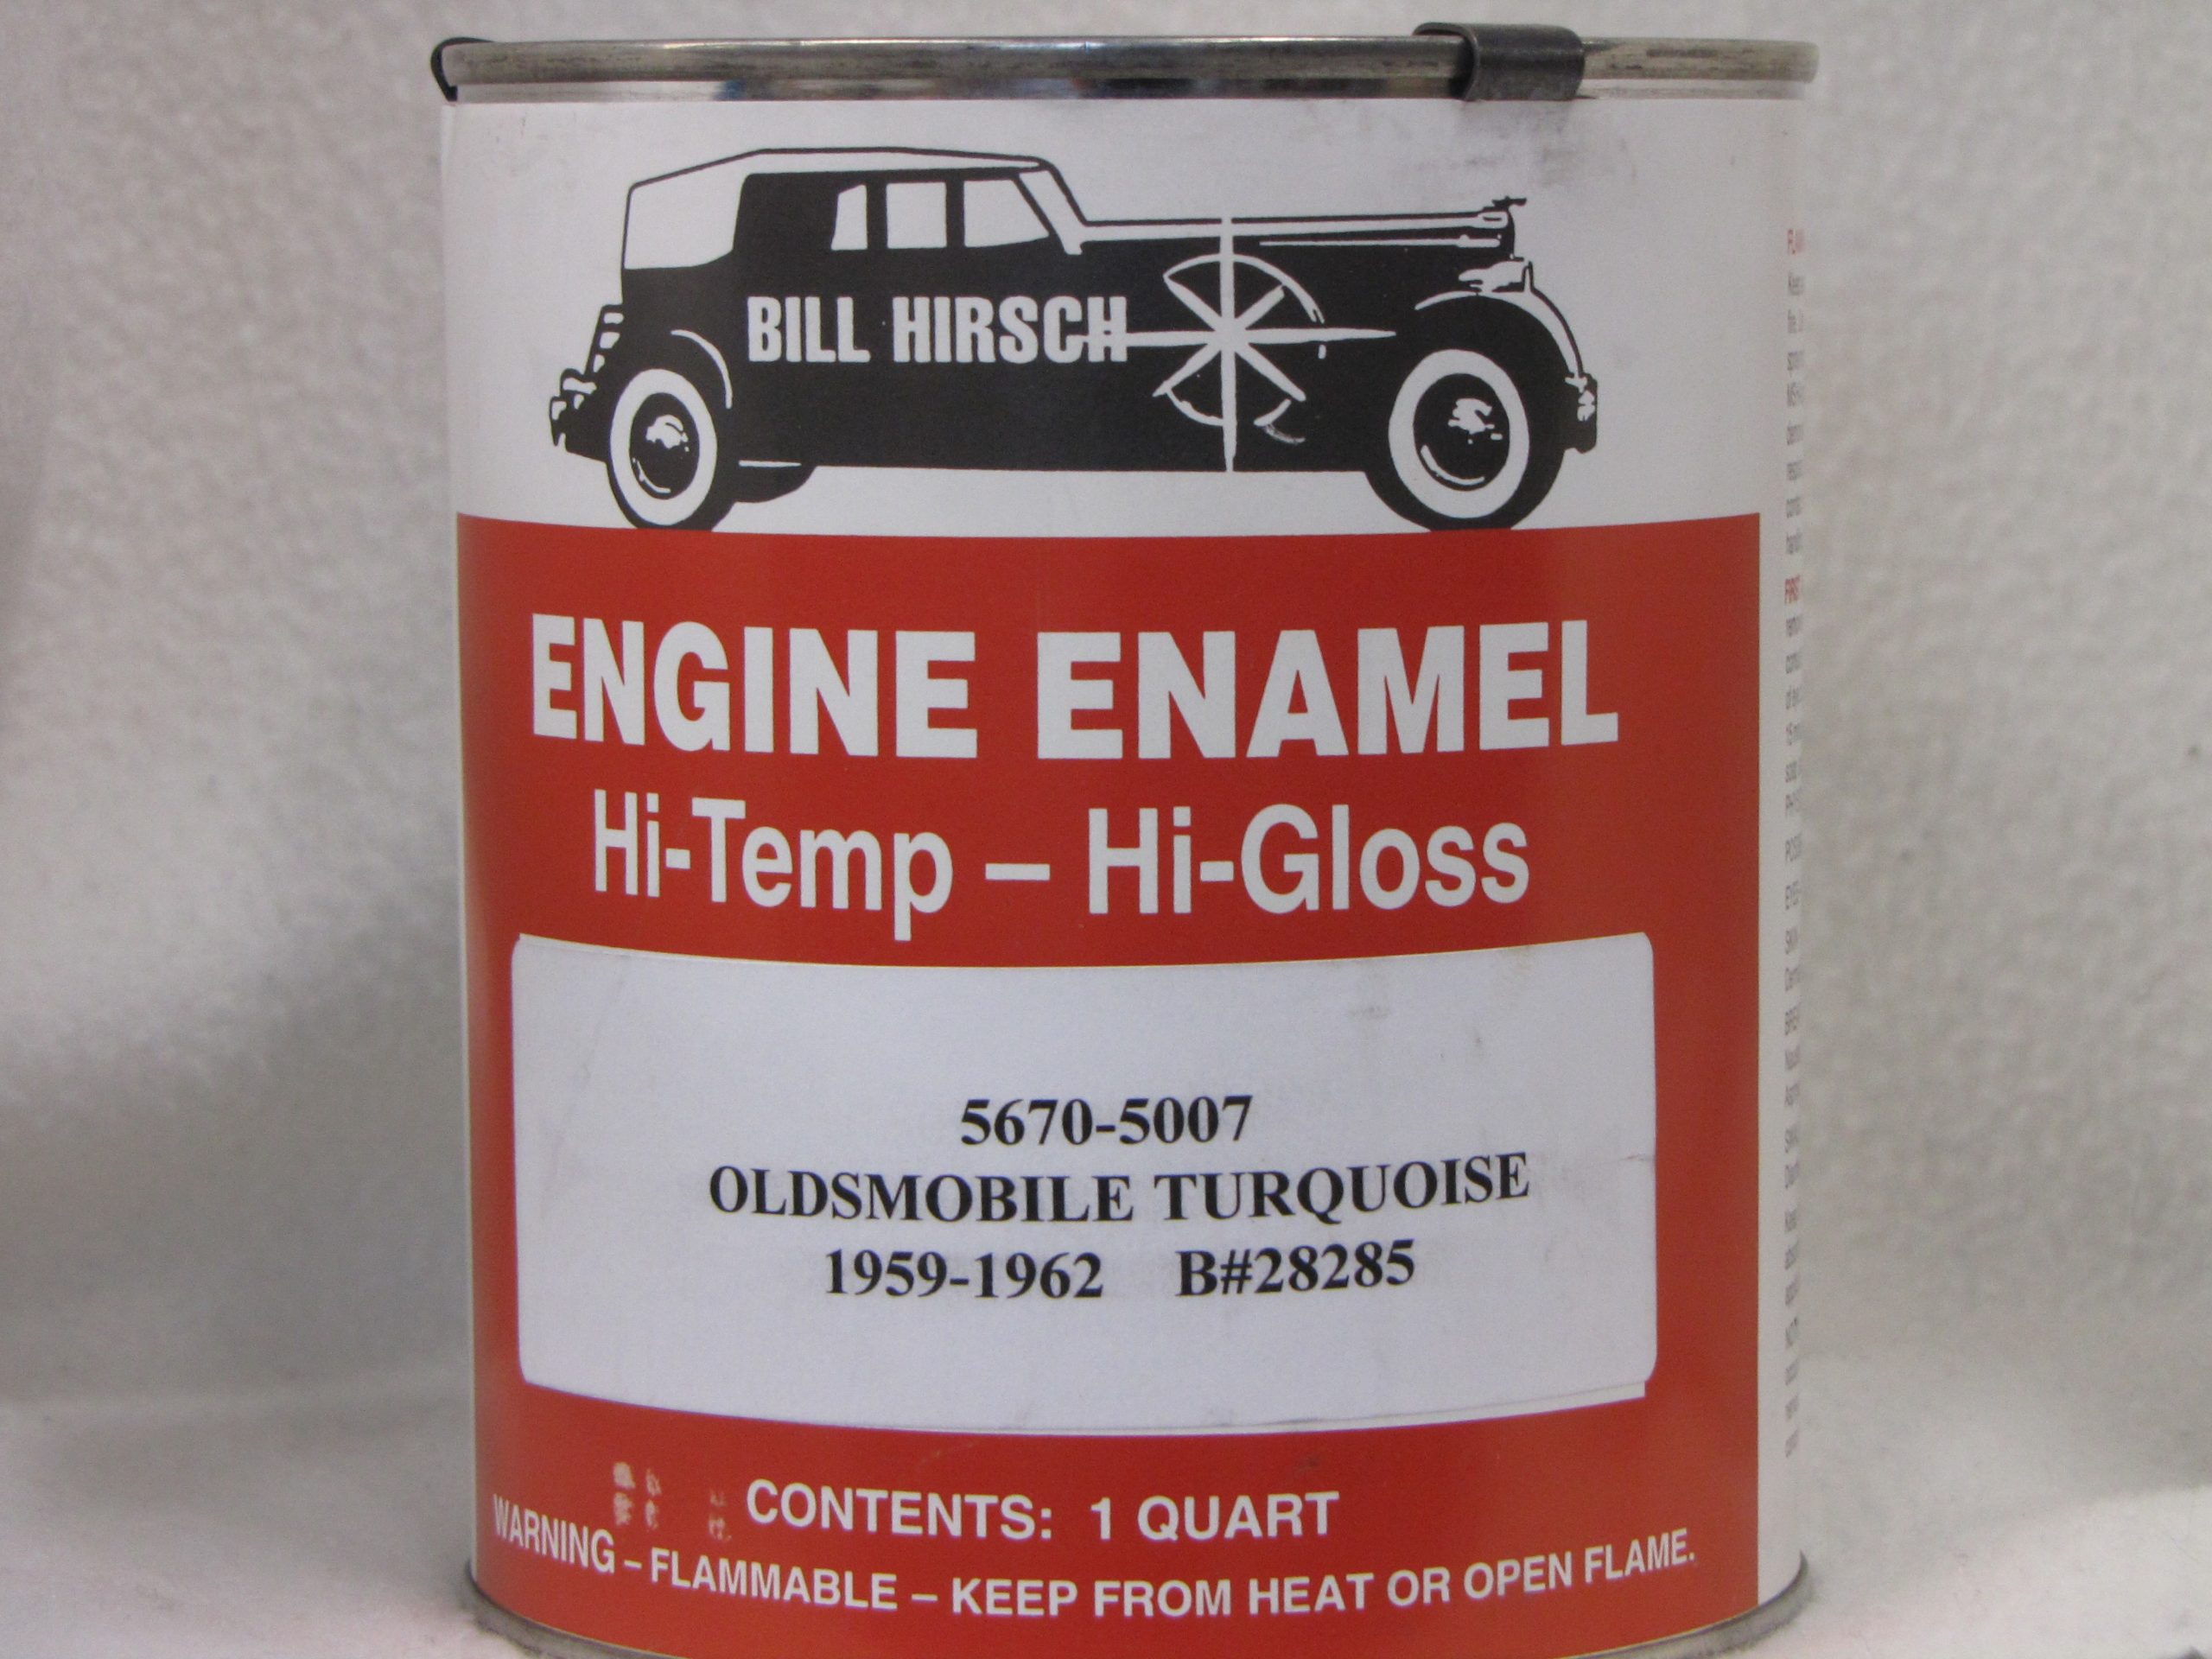 BILL HIRSCH
ENGINE ENAMEL
Hi-Temp – Hi-Gloss
5670-5007
OLDSMOBILE TURQUOISE
1959-1962 B#28285
CONTENTS: 1 QUART
WARNING – FLAMMABLE – KEEP FROM HEAT OR OPEN FLAME.